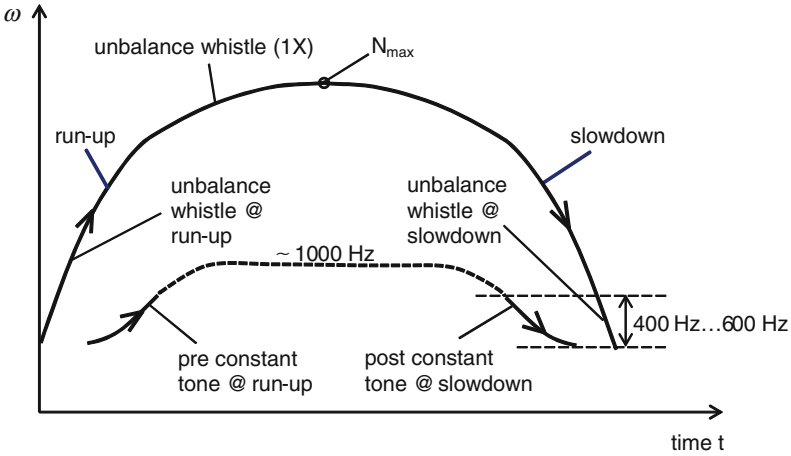 ω
unbalance whistle (1X)
Nmax
run-up
slowdown
unbalance
whistle @
run-up
unbalance
whistle @
slowdown
~ 1000 Hz
400 Hz...600 Hz
pre constant
tone @ run-up
post constant
tone @ slowdown
time t